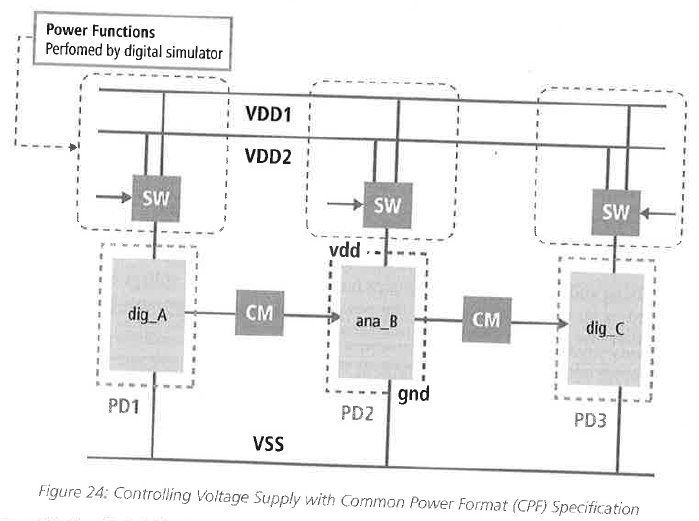 Power Functions
Perfomed by digital simulator
VDD1
VDD2
SW
SW
SW
vdd
dig_A
CM
ana_B
CM
dig_C
PD1
PD2
gnd
PD3
VSS
Figure 24: Controlling Voltage Supply with Common Power Format (CPF) Specification